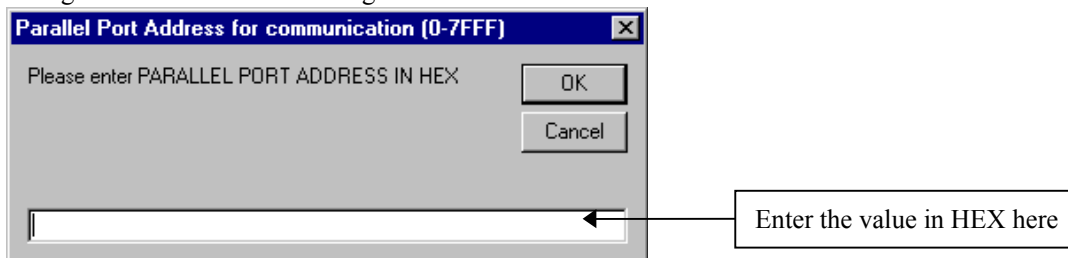 Parallel Port Address for communication (0-7FFF)
Please enter PARALLEL PORT ADDRESS IN HEX
OK
Cancel
Enter the value in HEX here